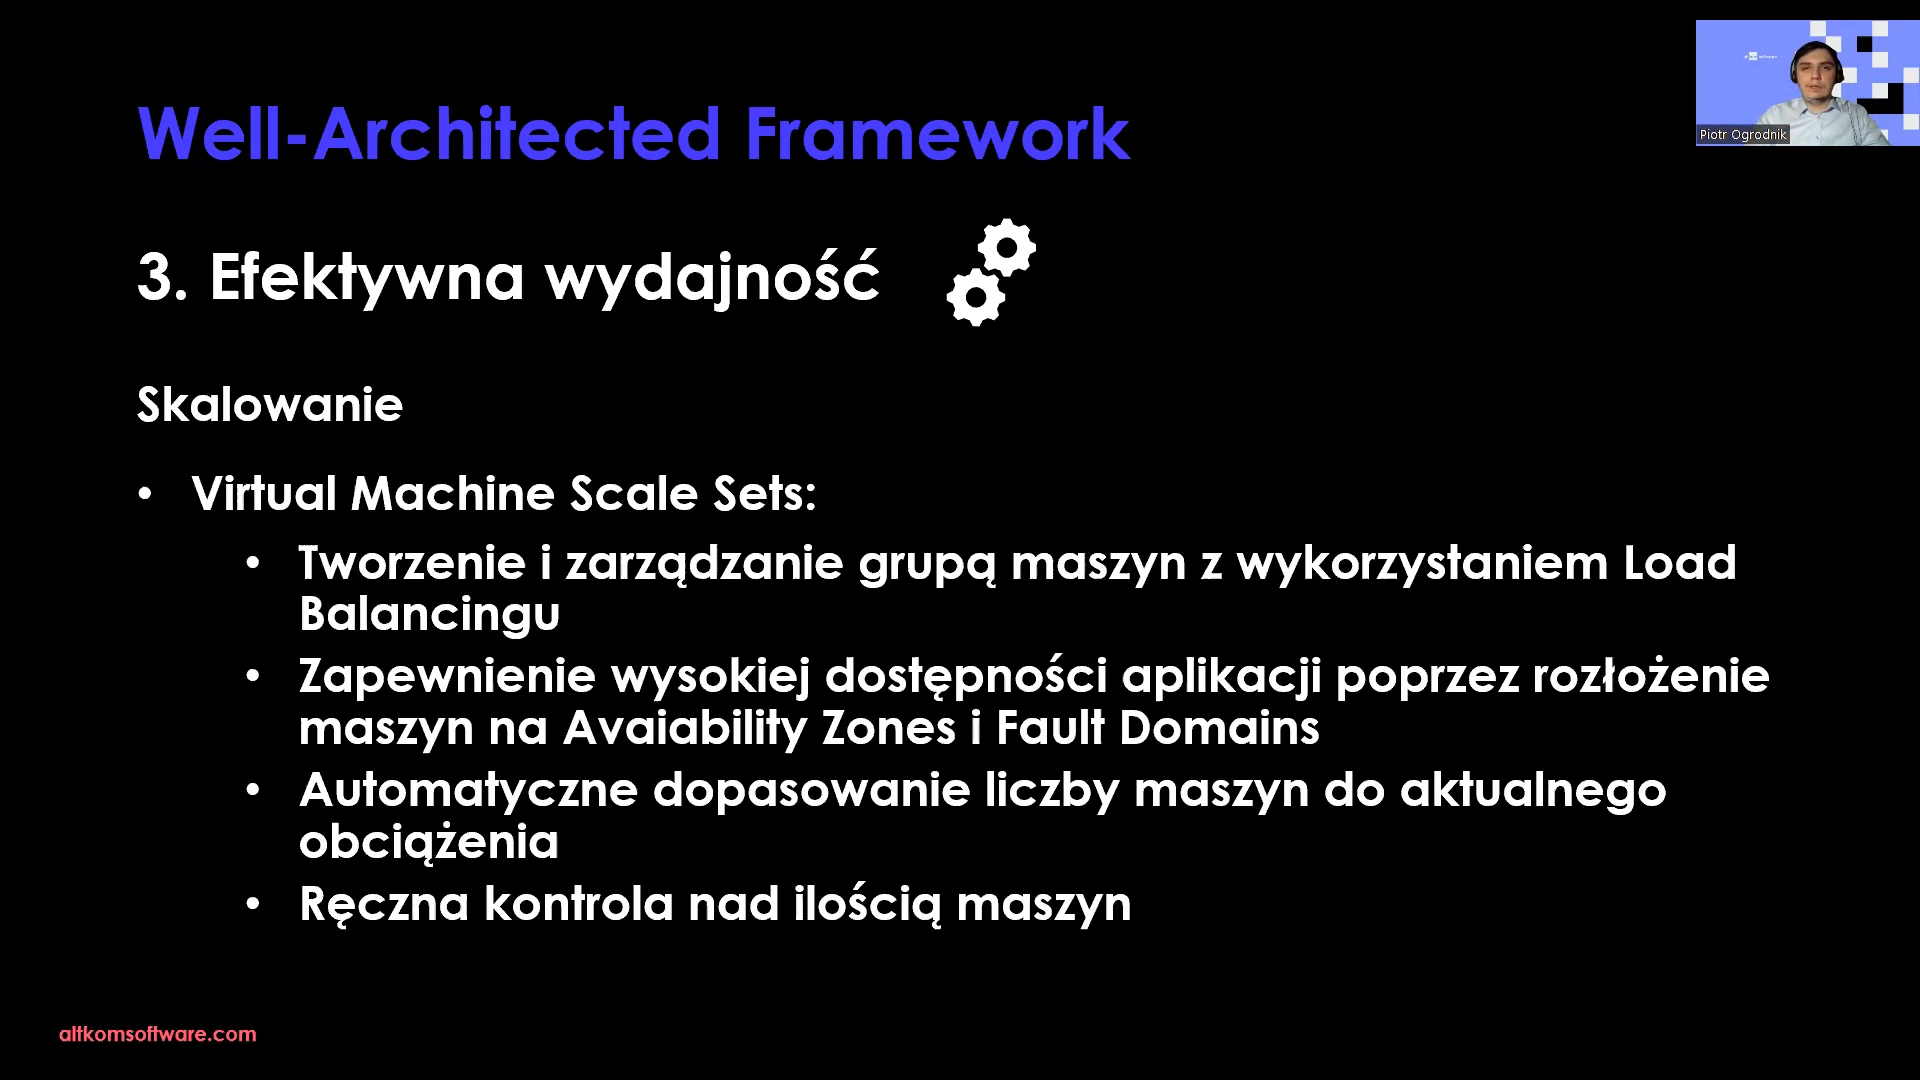 Well-Architected Framework
Piotr Ogrodnik
3. Efektywna wydajność
Skalowanie
• Virtual Machine Scale Sets:
• Tworzenie i zarządzanie grupą maszyn z wykorzystaniem Load
Balancingu
• Zapewnienie wysokiej dostępności aplikacji poprzez rozłożenie
maszyn na Avaiability Zones i Fault Domains
• Automatyczne dopasowanie liczby maszyn do aktualnego
obciążenia
• Ręczna kontrola nad ilością maszyn
altkomsoftware.com